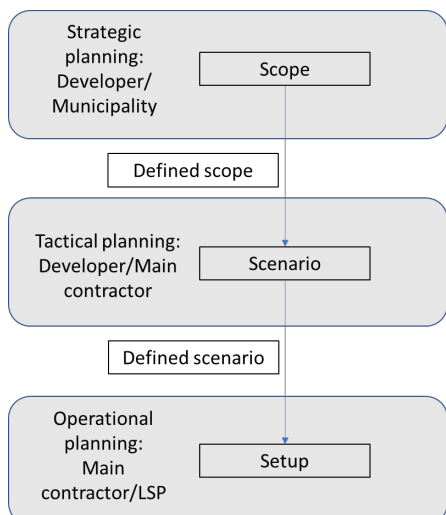 Strategic planning:
Developer/
Municipality
Scope
Defined scope
Tactical planning:
Developer/Main
contractor
Scenario
Defined scenario
Operational
planning:
Main
contractor/LSP
Setup